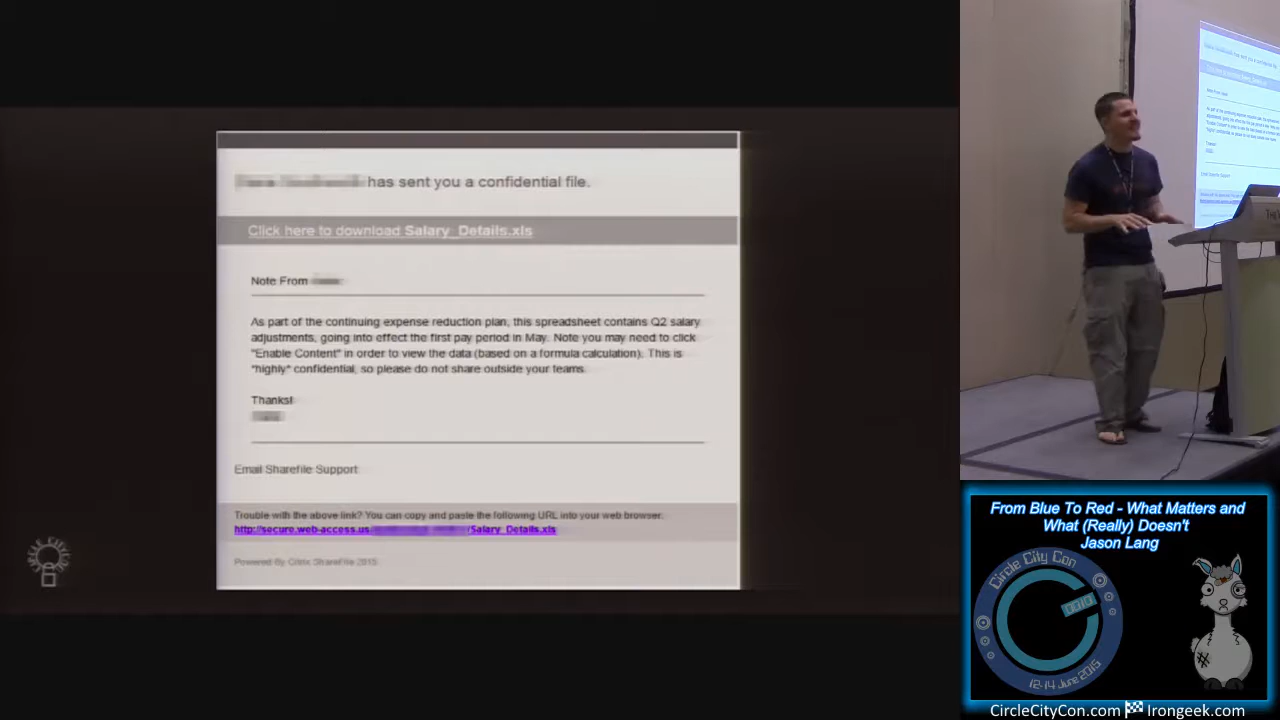 has sent you a confidential file.
Click here to download Salary_Details.xls
Note From
As part of the continuing expense reduction plan, this spreadsheet contains Q2 salary
adjustments, going into effect the first pay period in May. Note you may need to click
"Enable Content" in order to view the data (based on a formula calculation). This is
"highly" confidential, so please do not share outside your teams.
Thanks!
Email Sharefile Support
Trouble with the above link? You can copy and paste the following URL into your web browser:
http://secure.web-access.us /Salary_Details.xls
Powered By Citrix ShareFile 2015
From Blue To Red - What Matters and
What (Really) Doesn't
Jason Lang
Circle City Con
12-14 June 2015
CircleCityCon.com Irongeek.com